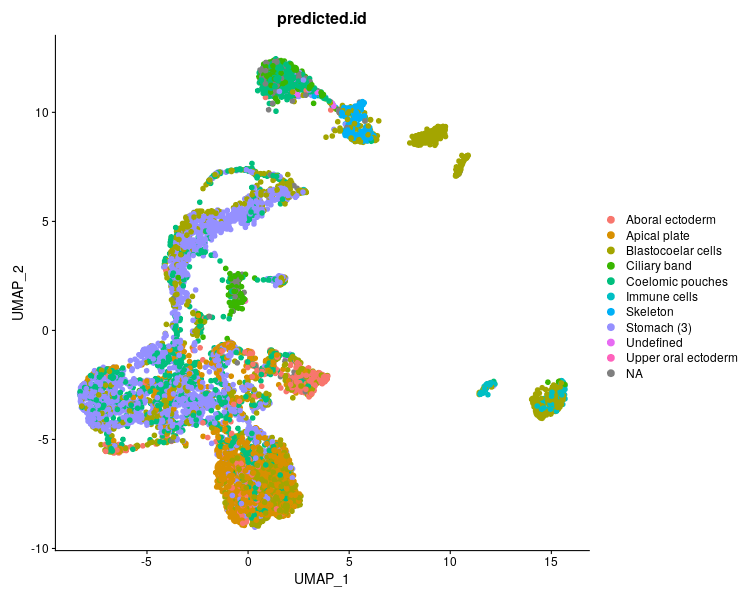 predicted.id
10
5
0
-5
-10
UMAP_2
-5
0
5
10
15
UMAP_1
Aboral ectoderm
Apical plate
Blastocoelar cells
Ciliary band
Coelomic pouches
Immune cells
Skeleton
Stomach (3)
Undefined
Upper oral ectoderm
NA